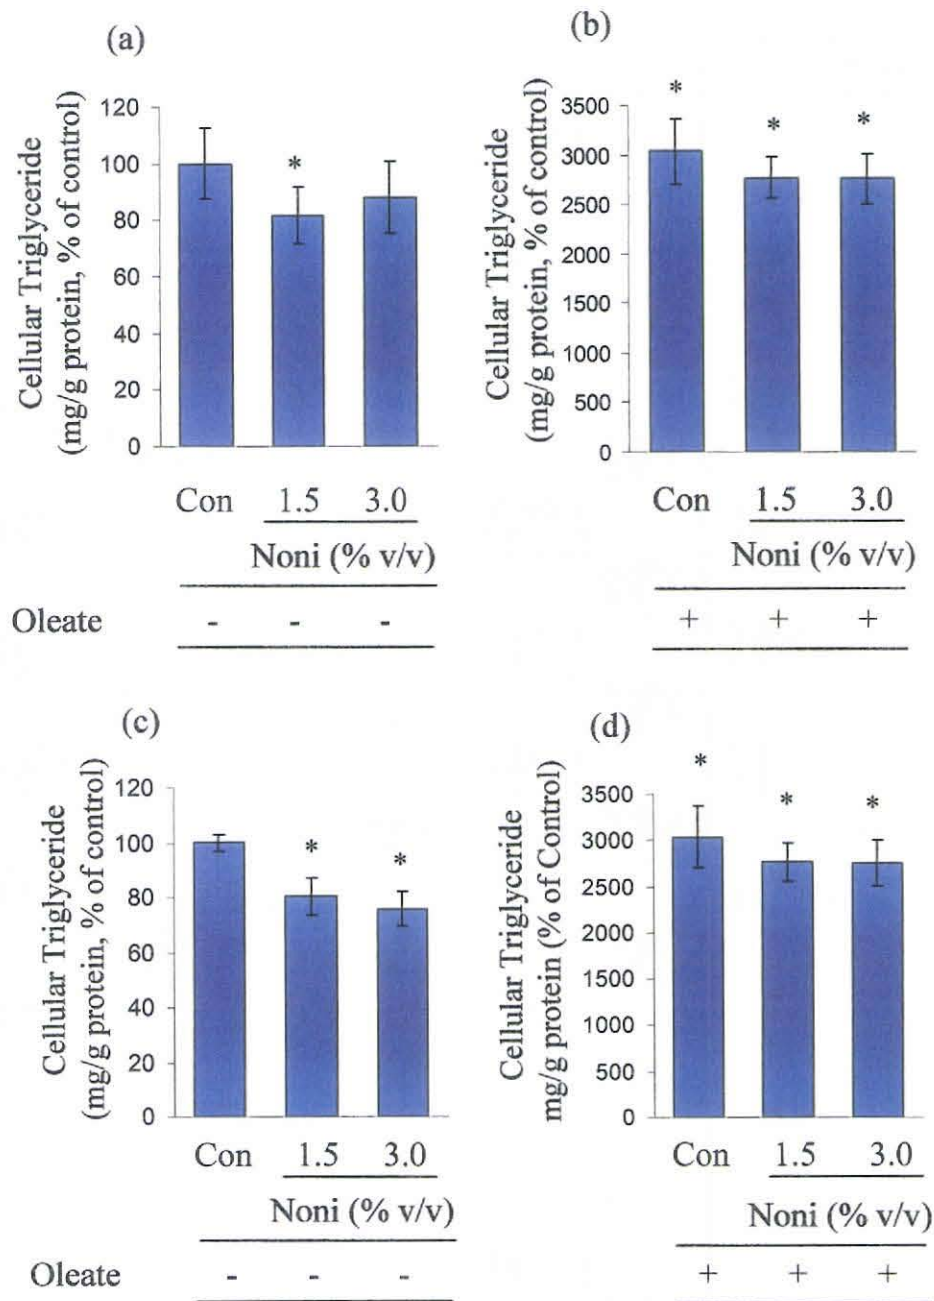 (a)
Cellular Triglyceride
(mg/g protein, % of control)
120
100
80
60
40
20
0
*
Con 1.5 3.0
Noni (% v/v)
Oleate - - -
(b)
Cellular Triglyceride
(mg/g protein, % of control)
3500
3000
2500
2000
1500
1000
500
0
* * *
Con 1.5 3.0
Noni (% v/v)
+ + +
(c)
Cellular Triglyceride
(mg/g protein, % of control)
120
100
80
60
40
20
0
* *
Con 1.5 3.0
Noni (% v/v)
Oleate - - -
(d)
Cellular Triglyceride
mg/g protein (% of Control)
3500
3000
2500
2000
1500
1000
500
0
* * *
Con 1.5 3.0
Noni (% v/v)
+ + +